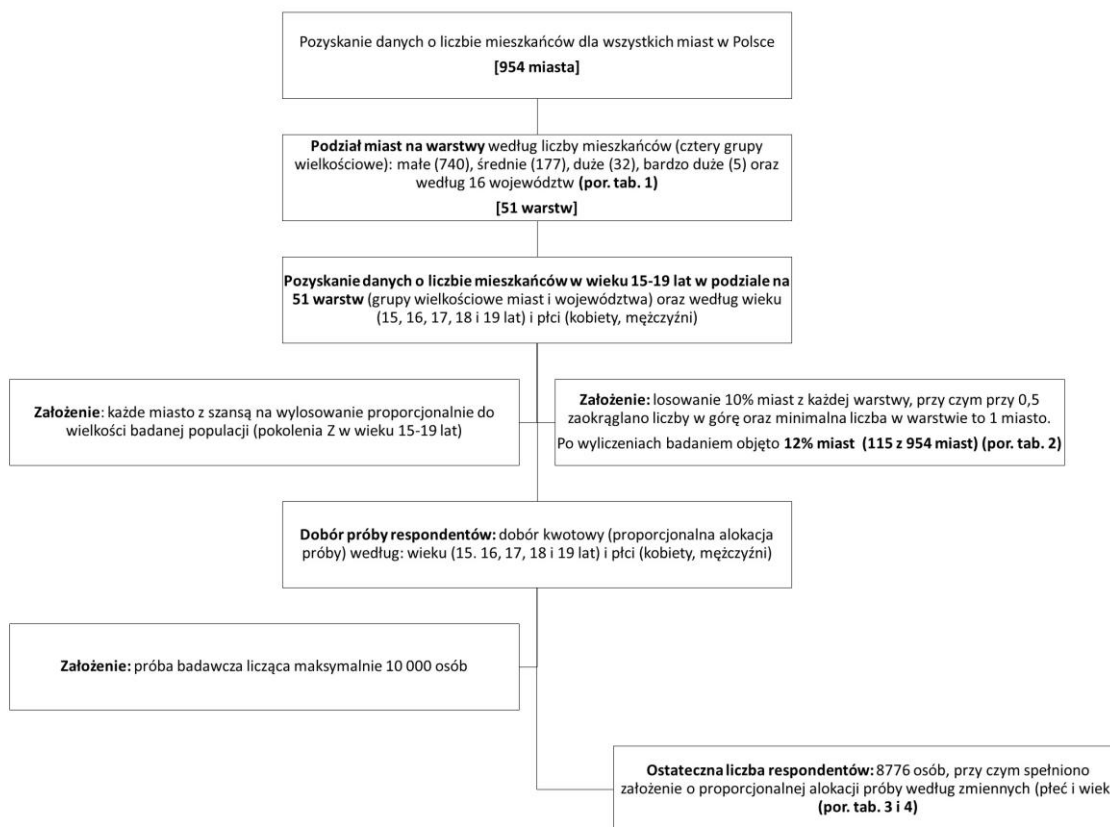 Pozyskanie danych o liczbie mieszkańców dla wszystkich miast w Polsce
[954 miasta]
Podział miast na warstwy według liczby mieszkańców (cztery grupy
wielkościowe): małe (740), średnie (177), duże (32), bardzo duże (5) oraz
według 16 województw (por. tab. 1)
[51 warstw]
Pozyskanie danych o liczbie mieszkańców w wieku 15-19 lat w podziale na
51 warstw (grupy wielkościowe miast i województwa) oraz według wieku
(15, 16, 17, 18 i 19 lat) i płci (kobiety, mężczyźni)
Założenie: każde miasto z szansą na wylosowanie proporcjonalnie do
wielkości badanej populacji (pokolenia Z w wieku 15-19 lat)
Założenie: losowanie 10% miast z każdej warstwy, przy czym przy 0,5
zaokrąglano liczby w górę oraz minimalna liczba w warstwie to 1 miasto.
Po wyliczeniach badaniem objęto 12% miast (115 z 954 miast) (por. tab. 2)
Dobór próby respondentów: dobór kwotowy (proporcjonalna alokacja
próby) według: wieku (15. 16, 17, 18 i 19 lat) i płci (kobiety, mężczyźni)
Założenie: próba badawcza licząca maksymalnie 10 000 osób
Ostateczna liczba respondentów: 8776 osób, przy czym spełniono
założenie o proporcjonalnej alokacji próby według zmiennych (płeć i wiek
(por. tab. 3 i 4)